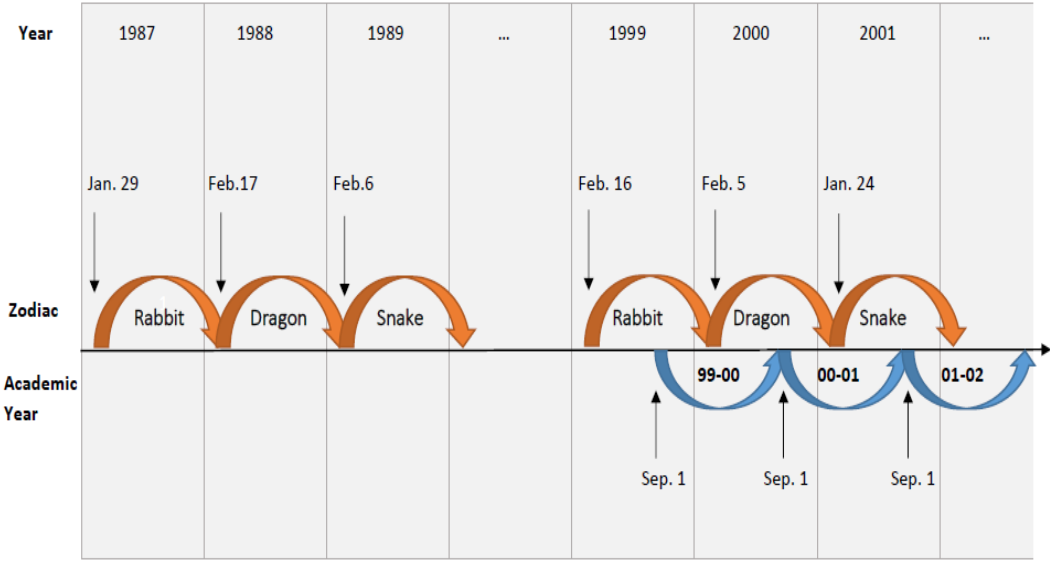 Year 1987 1988 1989 ... 1999 2000 2001 ...
Jan. 29 Feb.17 Feb.6 Feb. 16 Feb. 5 Jan. 24
1
Zodiac Rabbit Dragon Snake Rabbit Dragon Snake
Academic Year 99-00 00-01 01-02
Sep. 1 Sep. 1 Sep. 1